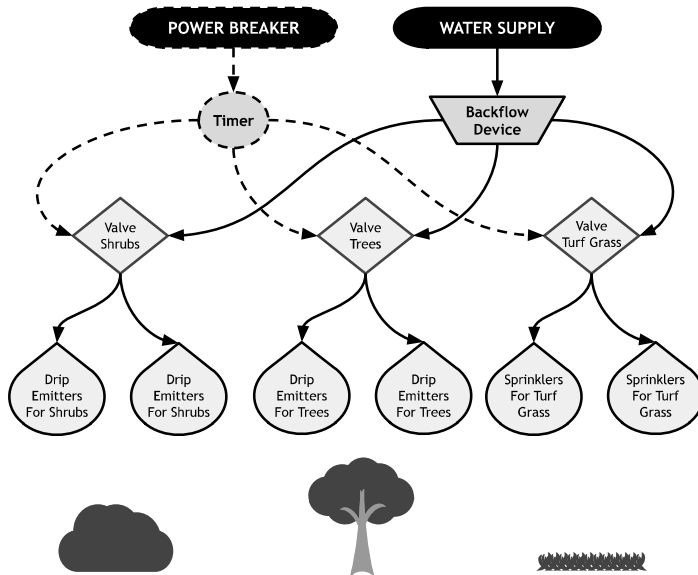 POWER BREAKER
WATER SUPPLY
Timer
Backflow
Device
Valve
Shrubs
Valve
Trees
Valve
Turf Grass
Drip
Emitters
For Shrubs
Drip
Emitters
For Shrubs
Drip
Emitters
For Trees
Drip
Emitters
For Trees
Sprinklers
For Turf
Grass
Sprinklers
For Turf
Grass